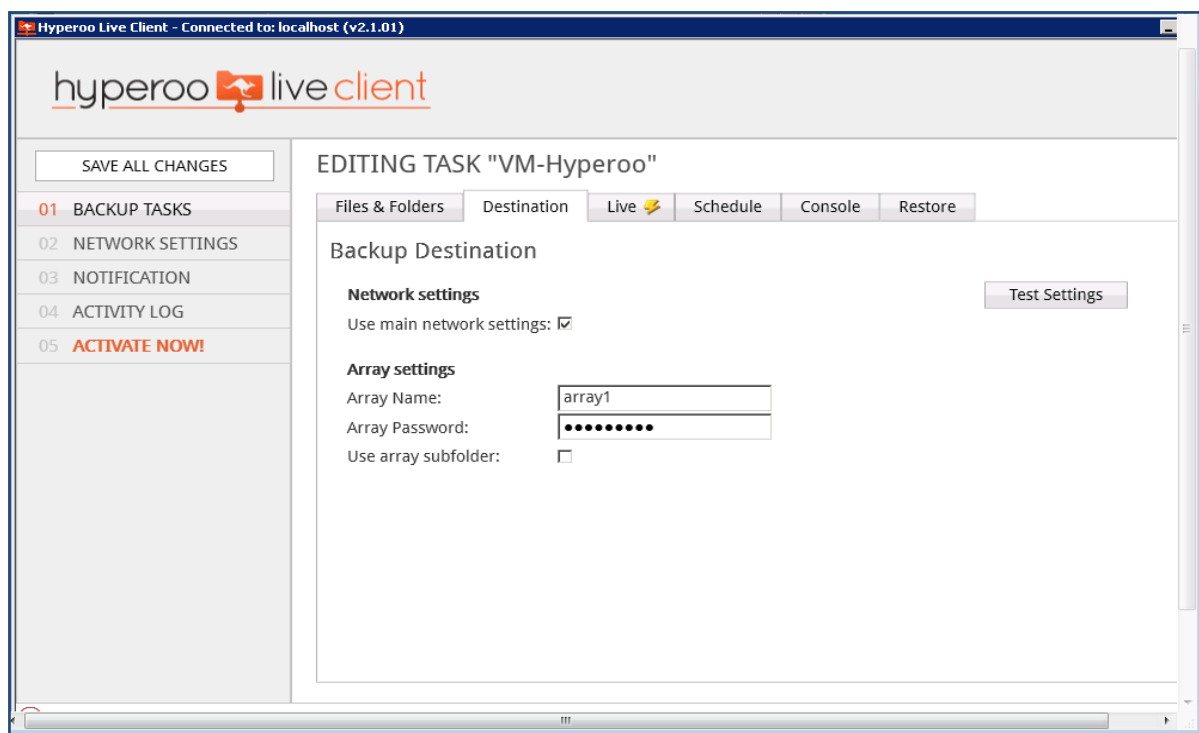 Hyperoo Live Client - Connected to: localhost (v2.1.01)
hyperoo live client
SAVE ALL CHANGES
01 BACKUP TASKS
02 NETWORK SETTINGS
03 NOTIFICATION
04 ACTIVITY LOG
05 ACTIVATE NOW!
EDITING TASK "VM-Hyperoo"
Files & Folders Destination Live Schedule Console Restore
Backup Destination
Network settings
Test Settings
Use main network settings:
Array settings
Array Name: array1
Array Password: ●●●●●●●●●
Use array subfolder: